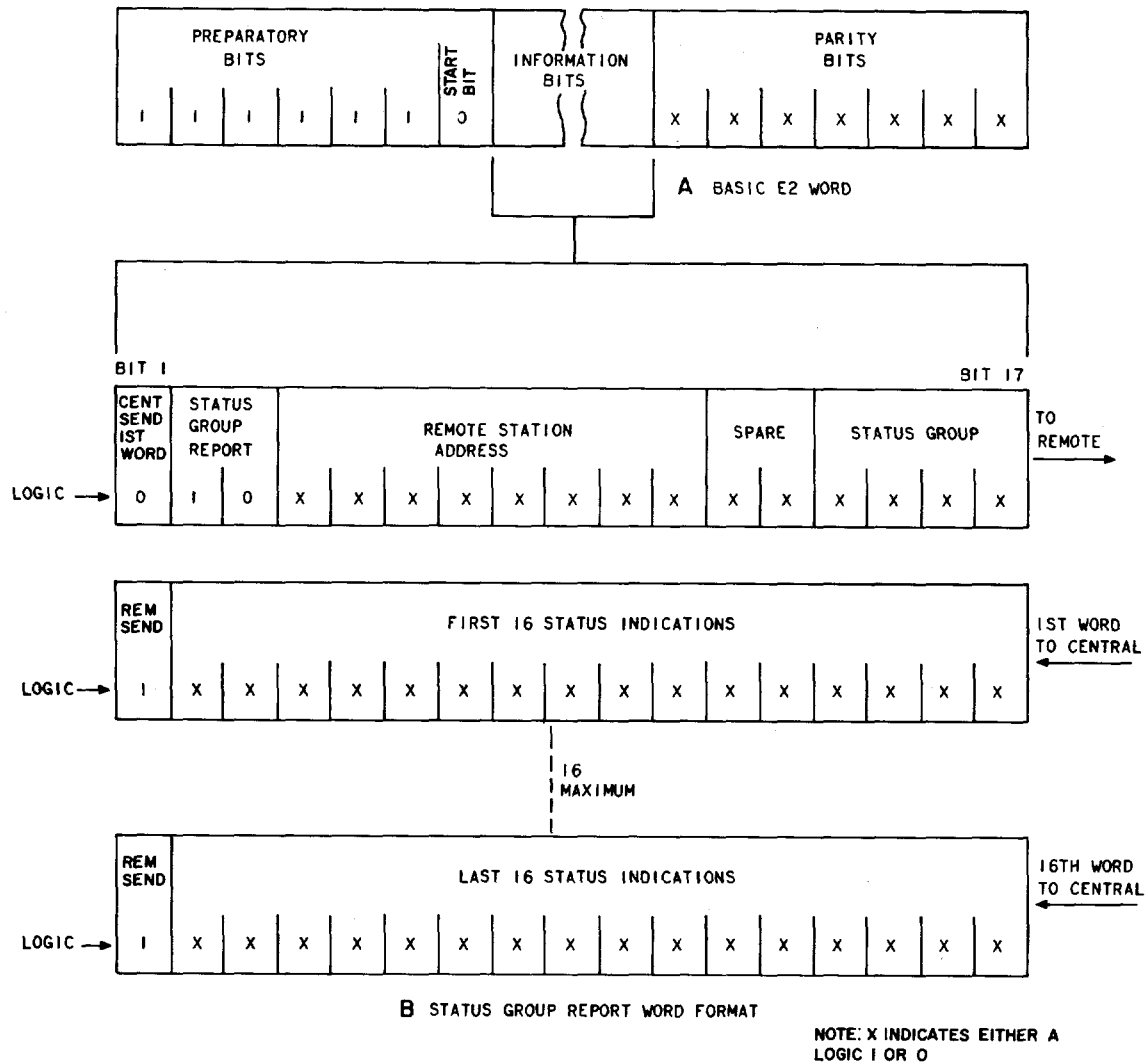 PREPARATORY
BITS
START
BIT
INFORMATION
BITS
PARITY
BITS
1 1 1 1 1 1 0 X X X X X X X
A BASIC E2 WORD
BIT 1
BIT 17
CENT
SEND
1ST
WORD
STATUS
GROUP
REPORT
REMOTE STATION
ADDRESS
SPARE
STATUS GROUP
TO
REMOTE
LOGIC
0 1 0 X X X X X X X X X X X X X X
REM
SEND
FIRST 16 STATUS INDICATIONS
1ST WORD
TO CENTRAL
LOGIC
1 X X X X X X X X X X X X X X X X
16
MAXIMUM
REM
SEND
LAST 16 STATUS INDICATIONS
16TH WORD
TO CENTRAL
LOGIC
1 X X X X X X X X X X X X X X X X
B STATUS GROUP REPORT WORD FORMAT
NOTE: X INDICATES EITHER A
LOGIC 1 OR 0